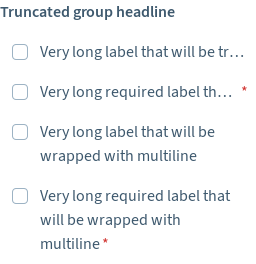 Truncated group headline
Very long label that will be tr...
Very long required label th... *
Very long label that will be
wrapped with multiline
Very long required label that
will be wrapped with
multiline *